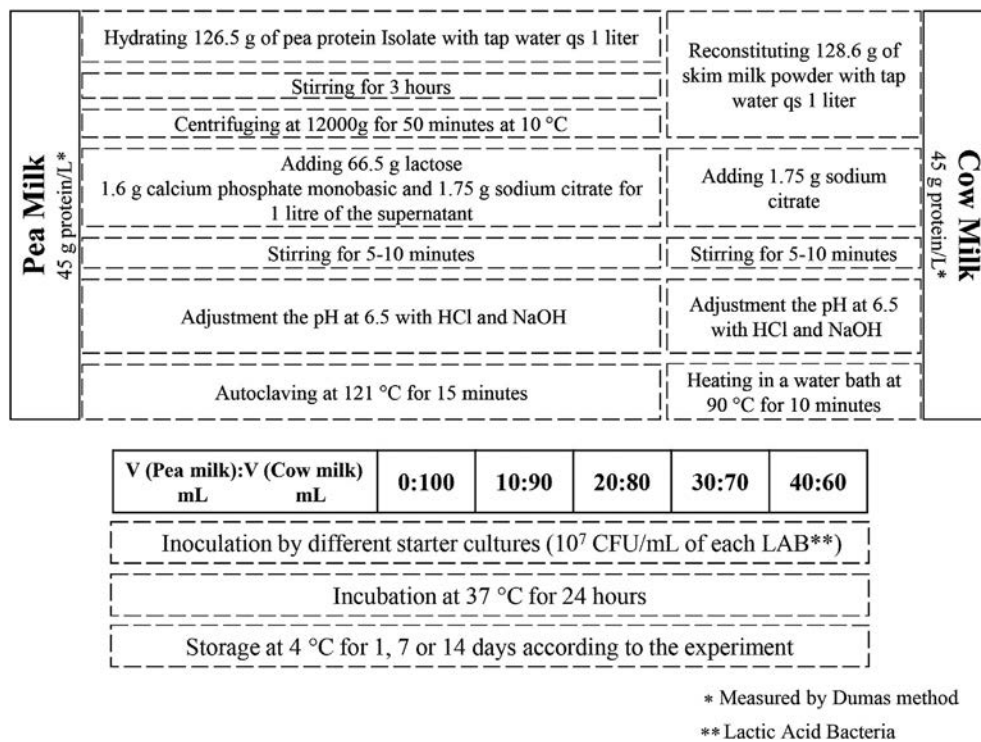 Pea Milk
45 g protein/L*
Hydrating 126.5 g of pea protein Isolate with tap water qs 1 liter
Stirring for 3 hours
Centrifuging at 12000g for 50 minutes at 10 °C
Adding 66.5 g lactose
1.6 g calcium phosphate monobasic and 1.75 g sodium citrate for
1 litre of the supernatant
Stirring for 5-10 minutes
Adjustment the pH at 6.5 with HCl and NaOH
Autoclaving at 121 °C for 15 minutes
Reconstituting 128.6 g of
skim milk powder with tap
water qs 1 liter
Adding 1.75 g sodium
citrate
Stirring for 5-10 minutes
Adjustment the pH at 6.5
with HCl and NaOH
Heating in a water bath at
90 °C for 10 minutes
Cow Milk
45 g protein/L*
V (Pea milk):V (Cow milk) 0:100 10:90 20:80 30:70 40:60
mL mL
Inoculation by different starter cultures (10⁷ CFU/mL of each LAB**)
Incubation at 37 °C for 24 hours
Storage at 4 °C for 1, 7 or 14 days according to the experiment
* Measured by Dumas method
** Lactic Acid Bacteria